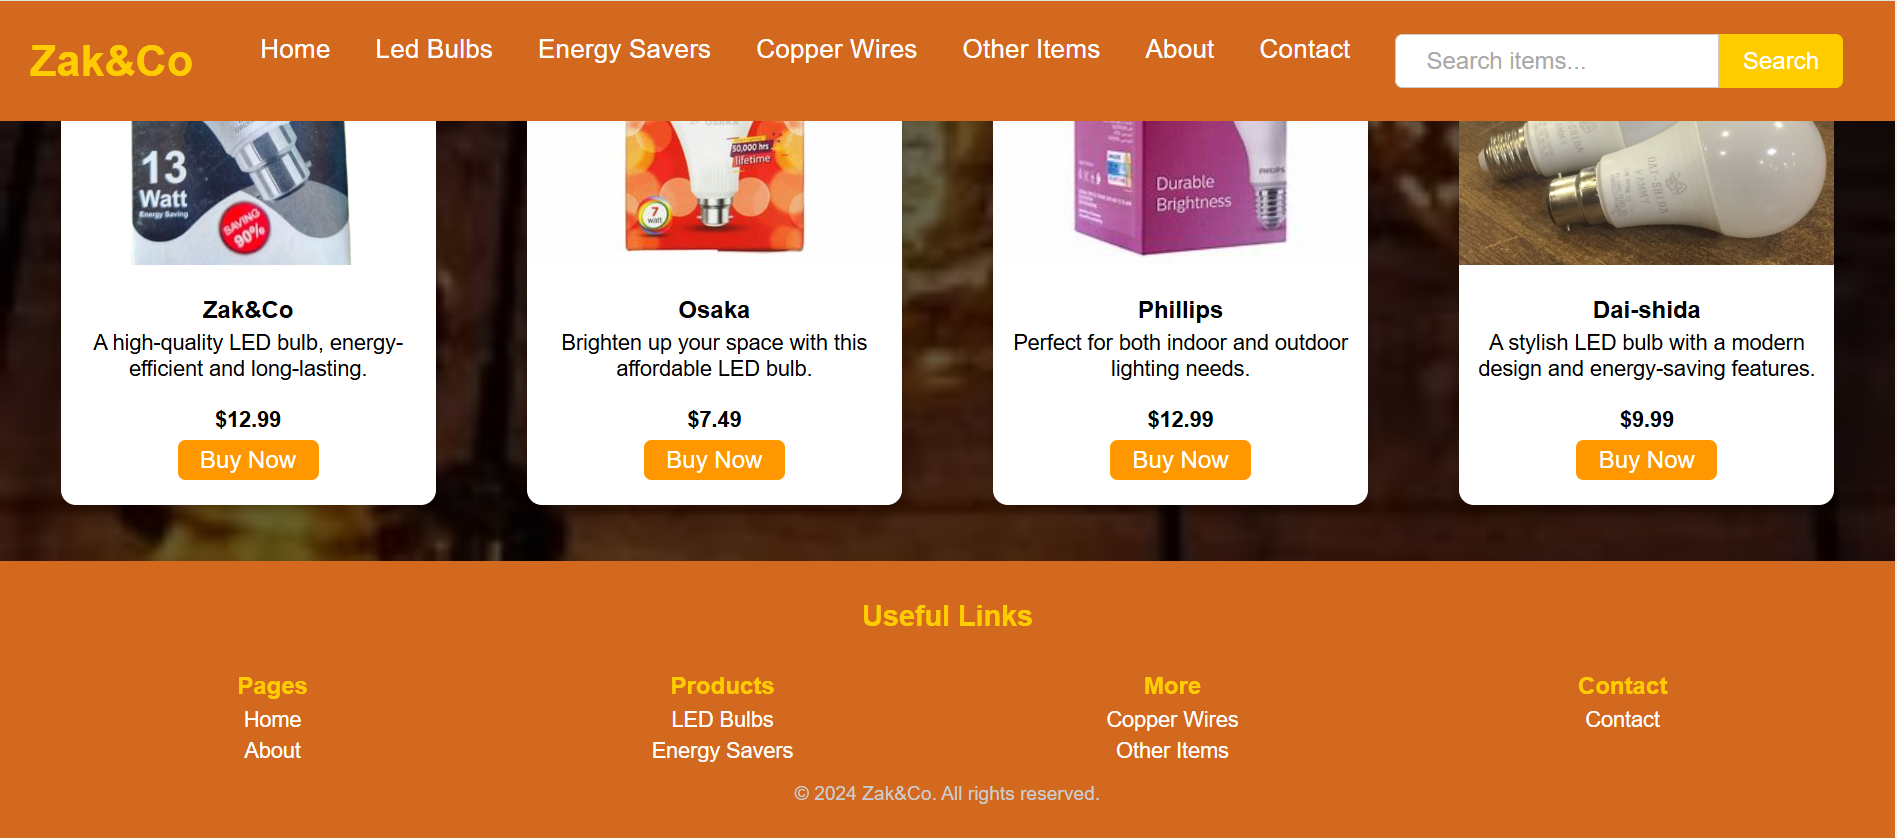 Zak&Co
Home
Led Bulbs
Energy Savers
Copper Wires
Other Items
About
Contact
Search items...
Search
13
Watt
Energy Saving
SAVING
90%
OSAKA
50,000 hrs
lifetime
7
watt
Durable
Brightness
PHILIPS
DAI-SHIDA
Zak&Co
A high-quality LED bulb, energy-
efficient and long-lasting.
$12.99
Buy Now
Osaka
Brighten up your space with this
affordable LED bulb.
$7.49
Buy Now
Phillips
Perfect for both indoor and outdoor
lighting needs.
$12.99
Buy Now
Dai-shida
A stylish LED bulb with a modern
design and energy-saving features.
$9.99
Buy Now
Useful Links
Pages
Home
About
Products
LED Bulbs
Energy Savers
More
Copper Wires
Other Items
Contact
Contact
© 2024 Zak&Co. All rights reserved.